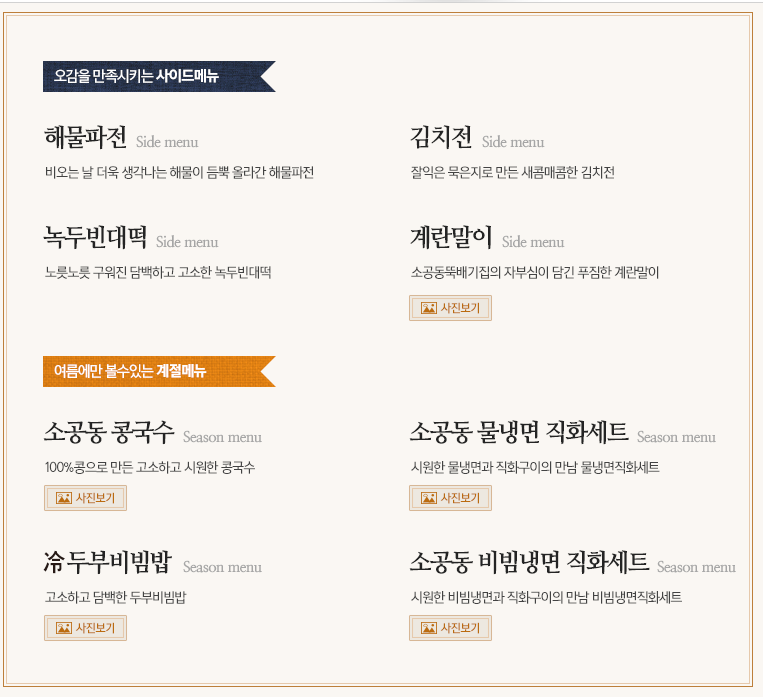 오감을 만족시키는 사이드메뉴
해물파전 Side menu
비오는 날 더욱 생각나는 해물이 듬뿍 올라간 해물파전
김치전 Side menu
잘익은 묵은지로 만든 새콤매콤한 김치전
녹두빈대떡 Side menu
노릇노릇 구워진 담백하고 고소한 녹두빈대떡
계란말이 Side menu
소공동뚝배기집의 자부심이 담긴 푸짐한 계란말이
사진보기
여름에만 볼수있는 계절메뉴
소공동 콩국수 Season menu
100%콩으로 만든 고소하고 시원한 콩국수
사진보기
소공동 물냉면 직화세트 Season menu
시원한 물냉면과 직화구이의 만남 물냉면직화세트
사진보기
冷 두부비빔밥 Season menu
고소하고 담백한 두부비빔밥
사진보기
소공동 비빔냉면 직화세트 Season menu
시원한 비빔냉면과 직화구이의 만남 비빔냉면직화세트
사진보기